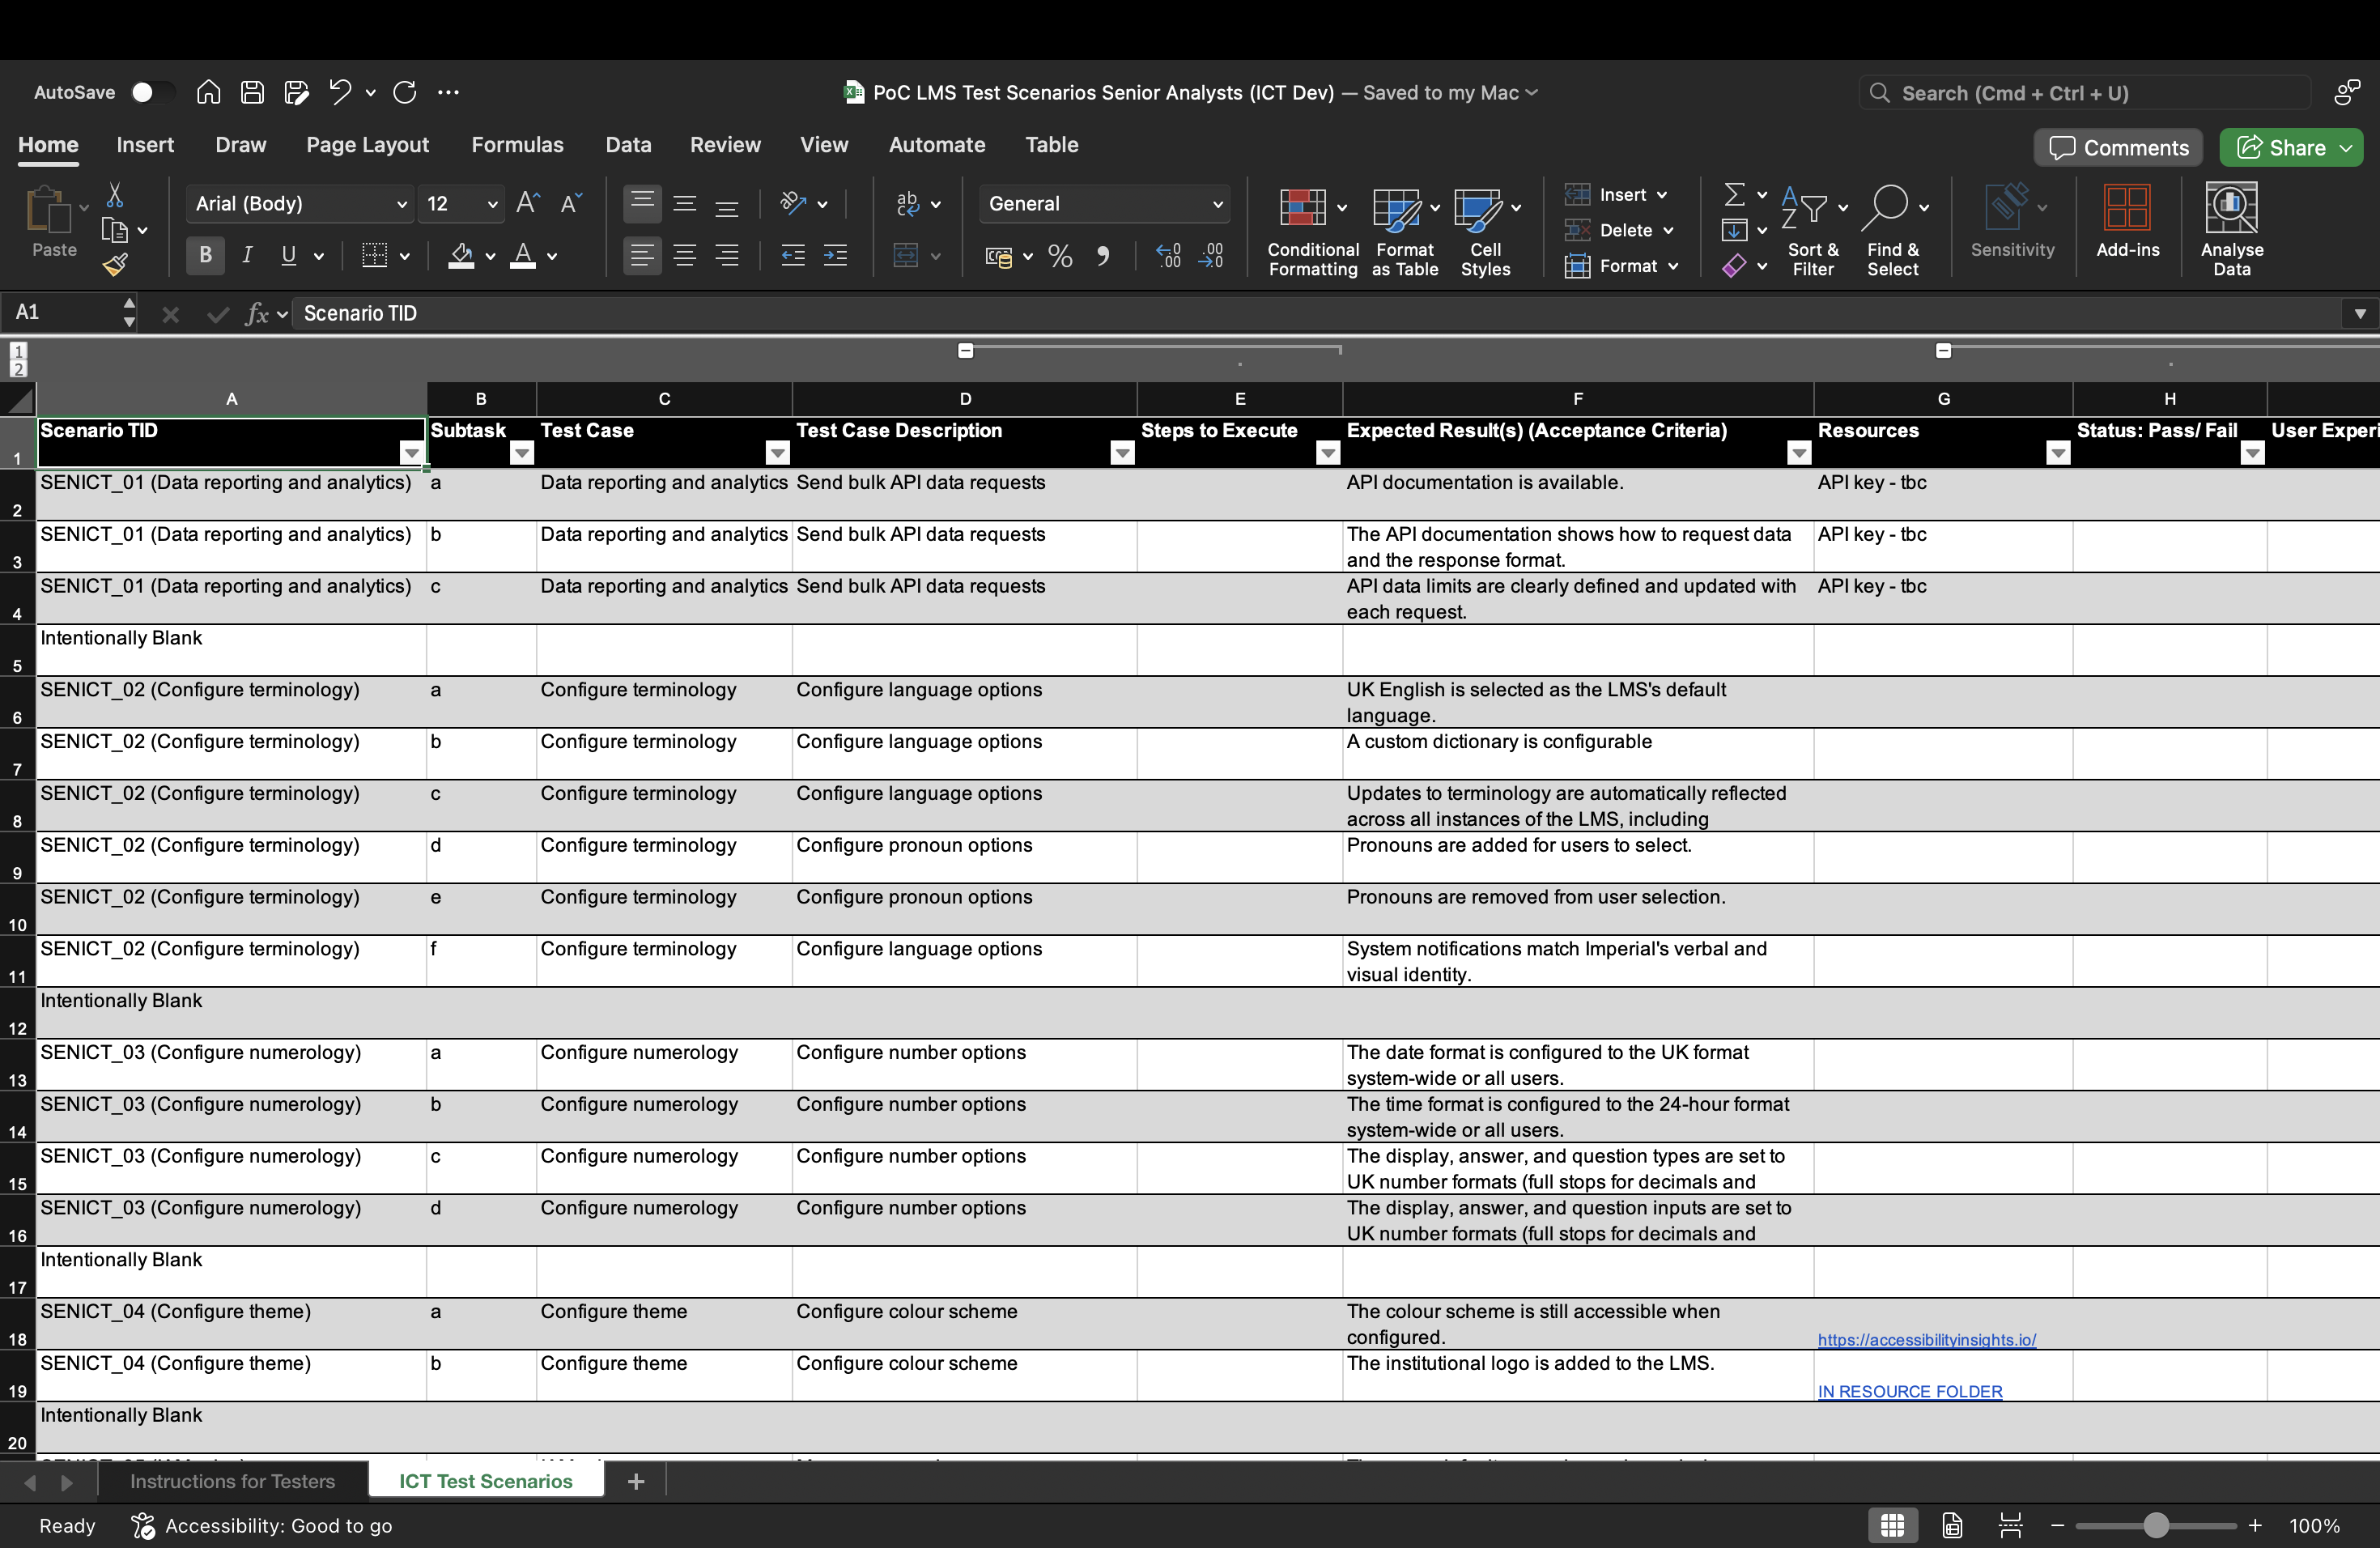 AutoSave
PoC LMS Test Scenarios Senior Analysts (ICT Dev) — Saved to my Mac
Search (Cmd + Ctrl + U)
Home Insert Draw Page Layout Formulas Data Review View Automate Table
Comments Share
Paste
Arial (Body) 12
B I U A
General
Conditional Formatting
Format as Table
Cell Styles
Insert
Delete
Format
Sort & Filter
Find & Select
Sensitivity
Add-ins
Analyse Data
A1 fx Scenario TID
1
2
A B C D E F G H
1 Scenario TID Subtask Test Case Test Case Description Steps to Execute Expected Result(s) (Acceptance Criteria) Resources Status: Pass/ Fail User Experi
2 SENICT_01 (Data reporting and analytics) a Data reporting and analytics Send bulk API data requests API documentation is available. API key - tbc
3 SENICT_01 (Data reporting and analytics) b Data reporting and analytics Send bulk API data requests The API documentation shows how to request data API key - tbc
and the response format.
4 SENICT_01 (Data reporting and analytics) c Data reporting and analytics Send bulk API data requests API data limits are clearly defined and updated with API key - tbc
each request.
5 Intentionally Blank
6 SENICT_02 (Configure terminology) a Configure terminology Configure language options UK English is selected as the LMS's default
language.
7 SENICT_02 (Configure terminology) b Configure terminology Configure language options A custom dictionary is configurable
8 SENICT_02 (Configure terminology) c Configure terminology Configure language options Updates to terminology are automatically reflected
across all instances of the LMS, including
9 SENICT_02 (Configure terminology) d Configure terminology Configure pronoun options Pronouns are added for users to select.
10 SENICT_02 (Configure terminology) e Configure terminology Configure pronoun options Pronouns are removed from user selection.
11 SENICT_02 (Configure terminology) f Configure terminology Configure language options System notifications match Imperial's verbal and
visual identity.
12 Intentionally Blank
13 SENICT_03 (Configure numerology) a Configure numerology Configure number options The date format is configured to the UK format
system-wide or all users.
14 SENICT_03 (Configure numerology) b Configure numerology Configure number options The time format is configured to the 24-hour format
system-wide or all users.
15 SENICT_03 (Configure numerology) c Configure numerology Configure number options The display, answer, and question types are set to
UK number formats (full stops for decimals and
16 SENICT_03 (Configure numerology) d Configure numerology Configure number options The display, answer, and question inputs are set to
UK number formats (full stops for decimals and
17 Intentionally Blank
18 SENICT_04 (Configure theme) a Configure theme Configure colour scheme The colour scheme is still accessible when
configured. https://accessibilityinsights.io/
19 SENICT_04 (Configure theme) b Configure theme Configure colour scheme The institutional logo is added to the LMS.
IN RESOURCE FOLDER
20 Intentionally Blank
Instructions for Testers ICT Test Scenarios +
Ready Accessibility: Good to go 100%